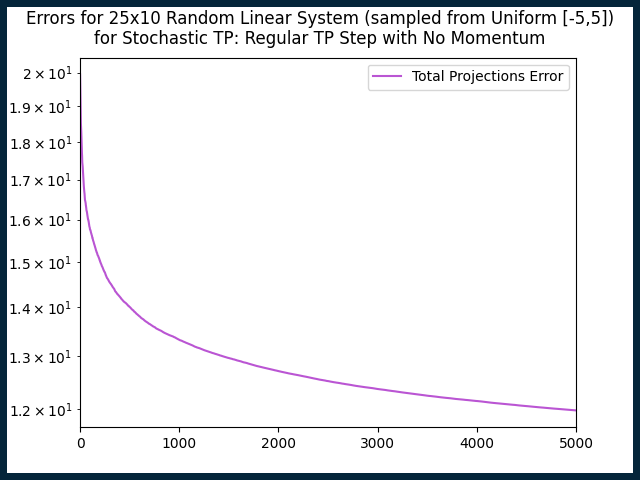 Errors for 25x10 Random Linear System (sampled from Uniform [-5,5])
for Stochastic TP: Regular TP Step with No Momentum
Total Projections Error
2 × 10¹
1.9 × 10¹
1.8 × 10¹
1.7 × 10¹
1.6 × 10¹
1.5 × 10¹
1.4 × 10¹
1.3 × 10¹
1.2 × 10¹
0 1000 2000 3000 4000 5000